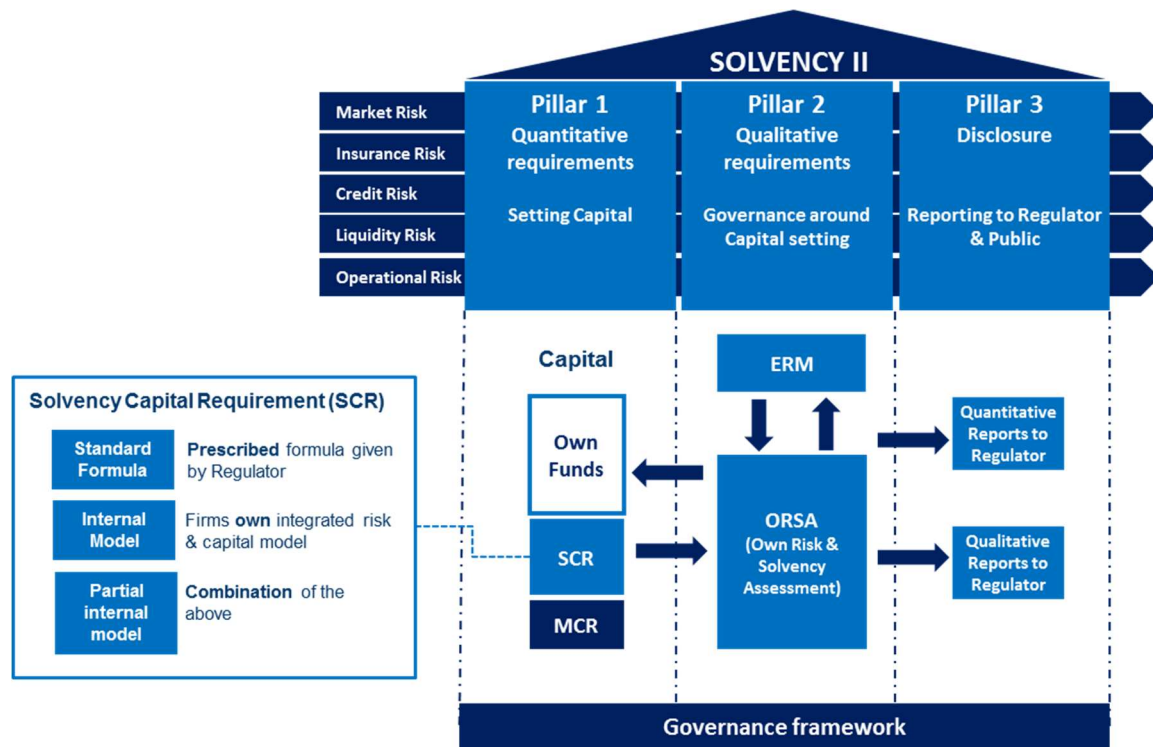 SOLVENCY II
Market Risk
Insurance Risk
Credit Risk
Liquidity Risk
Operational Risk
Pillar 1
Quantitative
requirements
Setting Capital
Pillar 2
Qualitative
requirements
Governance around
Capital setting
Pillar 3
Disclosure
Reporting to Regulator
& Public
Solvency Capital Requirement (SCR)
Standard
Formula
Prescribed formula given
by Regulator
Internal
Model
Firms own integrated risk
& capital model
Partial
internal
model
Combination of the
above
Capital
Own
Funds
SCR
MCR
ERM
ORSA
(Own Risk &
Solvency
Assessment)
Quantitative
Reports to
Regulator
Qualitative
Reports to
Regulator
Governance framework